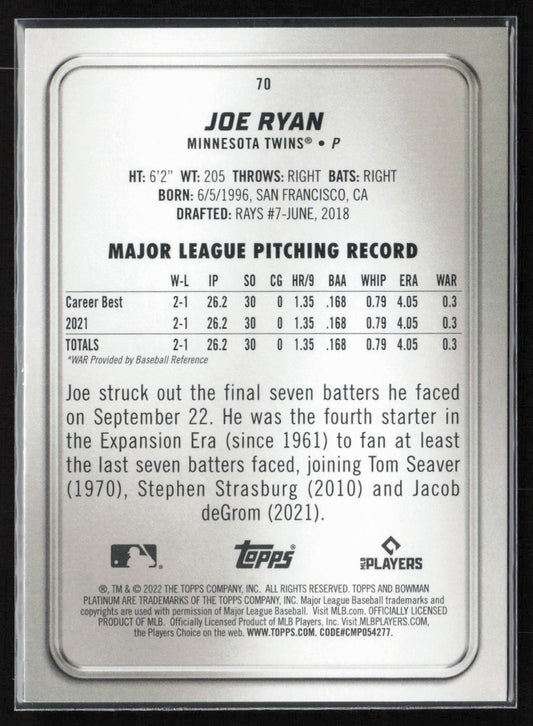 70
JOE RYAN
MINNESOTA TWINS® • P
HT: 6'2" WT: 205 THROWS: RIGHT BATS: RIGHT
BORN: 6/5/1996, SAN FRANCISCO, CA
DRAFTED: RAYS #7-JUNE, 2018
MAJOR LEAGUE PITCHING RECORD
W-L IP SO CG HR/9 BAA WHIP ERA WAR
Career Best 2-1 26.2 30 0 1.35 .168 0.79 4.05 0.3
2021 2-1 26.2 30 0 1.35 .168 0.79 4.05 0.3
TOTALS 2-1 26.2 30 0 1.35 .168 0.79 4.05 0.3
*WAR Provided by Baseball Reference
Joe struck out the final seven batters he faced
on September 22. He was the fourth starter in
the Expansion Era (since 1961) to fan at least
the last seven batters faced, joining Tom Seaver
(1970), Stephen Strasburg (2010) and Jacob
deGrom (2021).
topps® MLB PLAYERS
®, TM & © 2022 THE TOPPS COMPANY, INC. ALL RIGHTS RESERVED. TOPPS AND BOWMAN
PLATINUM ARE TRADEMARKS OF THE TOPPS COMPANY, INC. Major League Baseball trademarks and
copyrights are used with permission of Major League Baseball. Visit MLB.com. OFFICIALLY LICENSED
PRODUCT OF MLB. Officially Licensed Product of MLB Players, Inc. Visit MLBPLAYERS.COM,
the Players Choice on the web. WWW.TOPPS.COM. CODE#CMP054277.